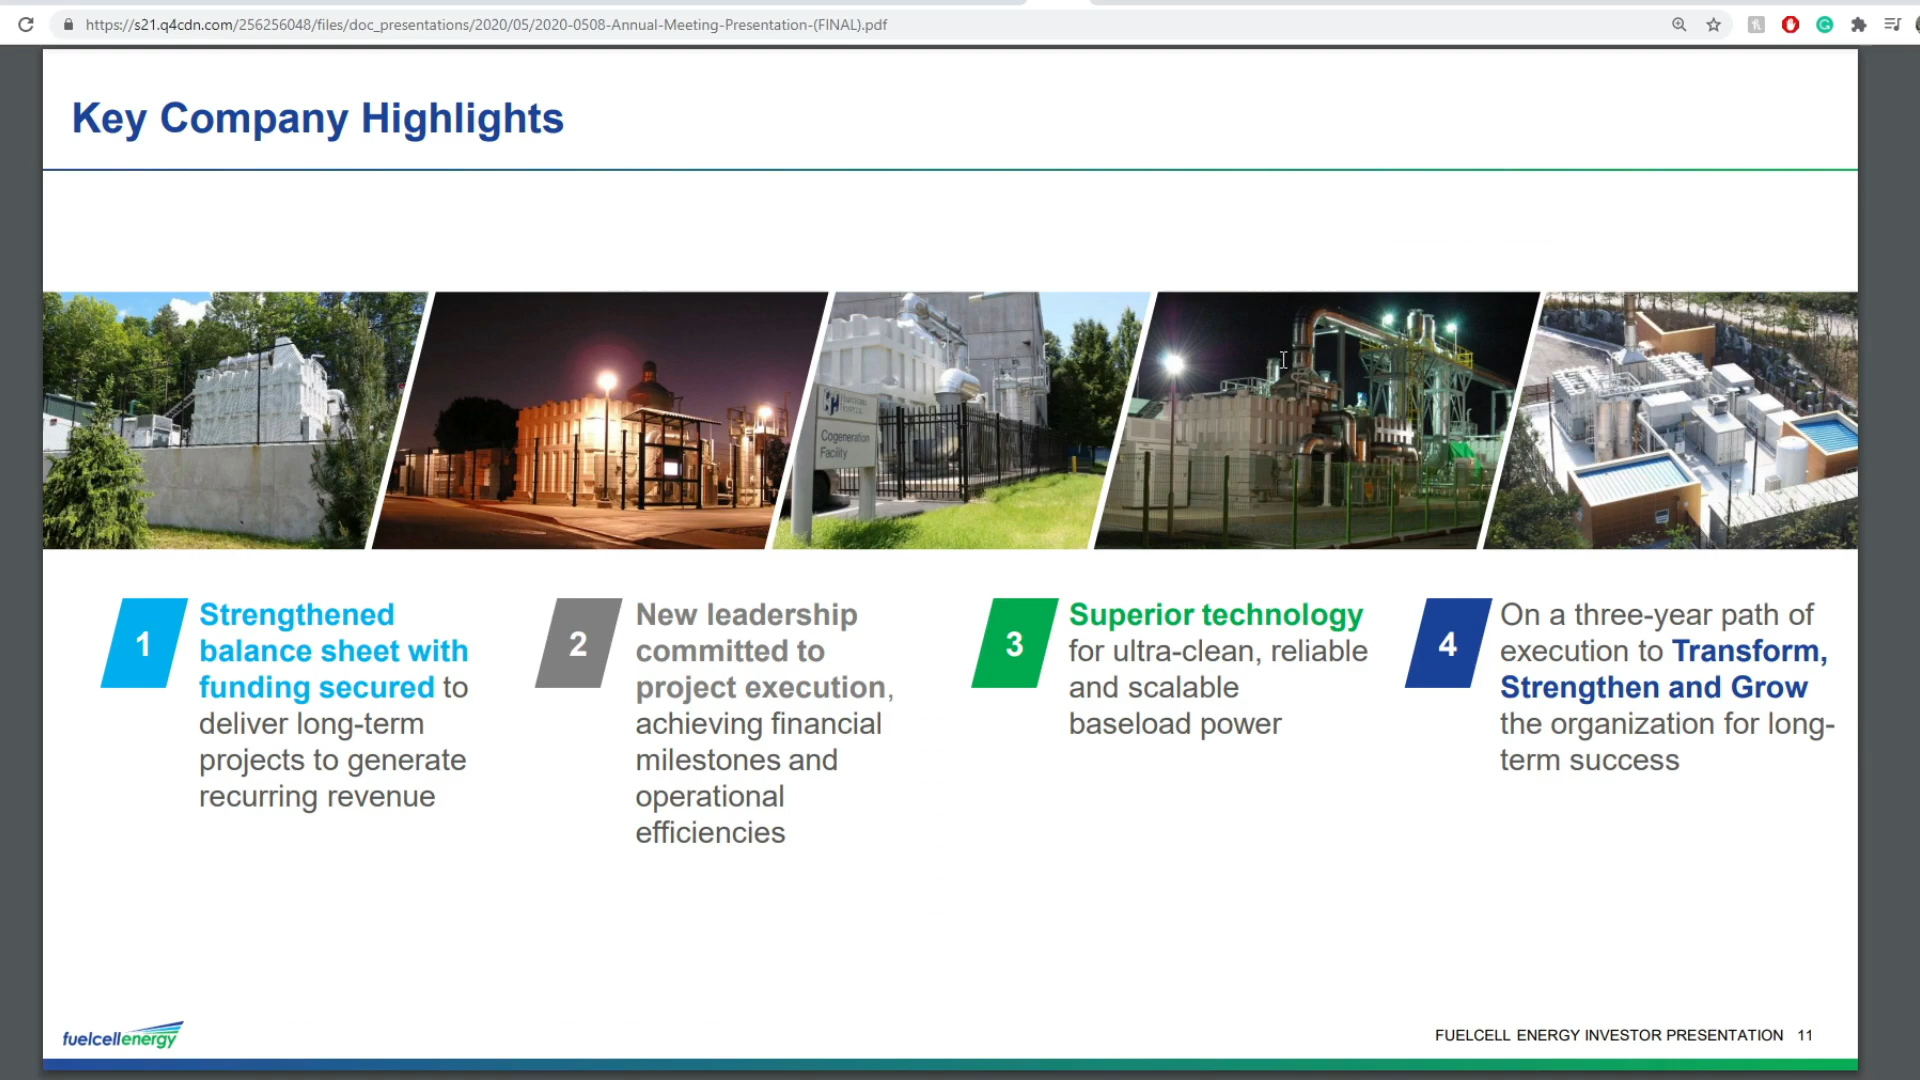 https://s21.q4cdn.com/256256048/files/doc_presentations/2020/05/2020-0508-Annual-Meeting-Presentation-(FINAL).pdf
Key Company Highlights
Cogeneration
Facility
1
Strengthened
balance sheet with
funding secured to
deliver long-term
projects to generate
recurring revenue
2
New leadership
committed to
project execution,
achieving financial
milestones and
operational
efficiencies
3
Superior technology
for ultra-clean, reliable
and scalable
baseload power
4
On a three-year path of
execution to Transform,
Strengthen and Grow
the organization for long-
term success
fuelcellenergy
FUELCELL ENERGY INVESTOR PRESENTATION 11